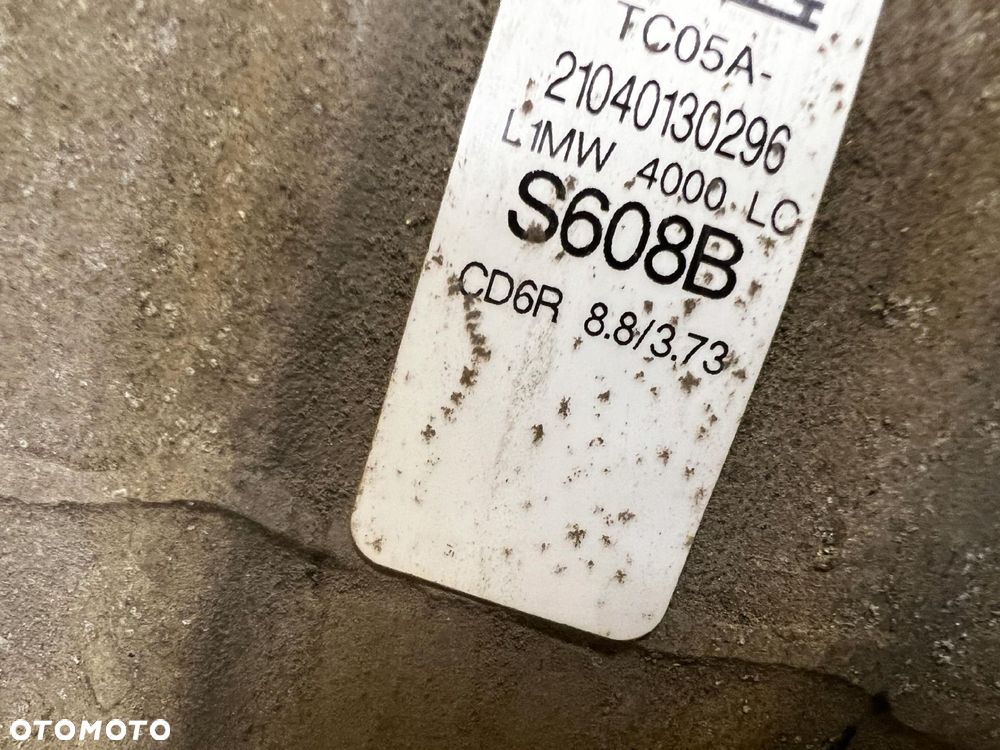 TC05A-
21040130296
L1MW 4000 LC
S608B
CD6R 8.8/3.73
OTOMOTO